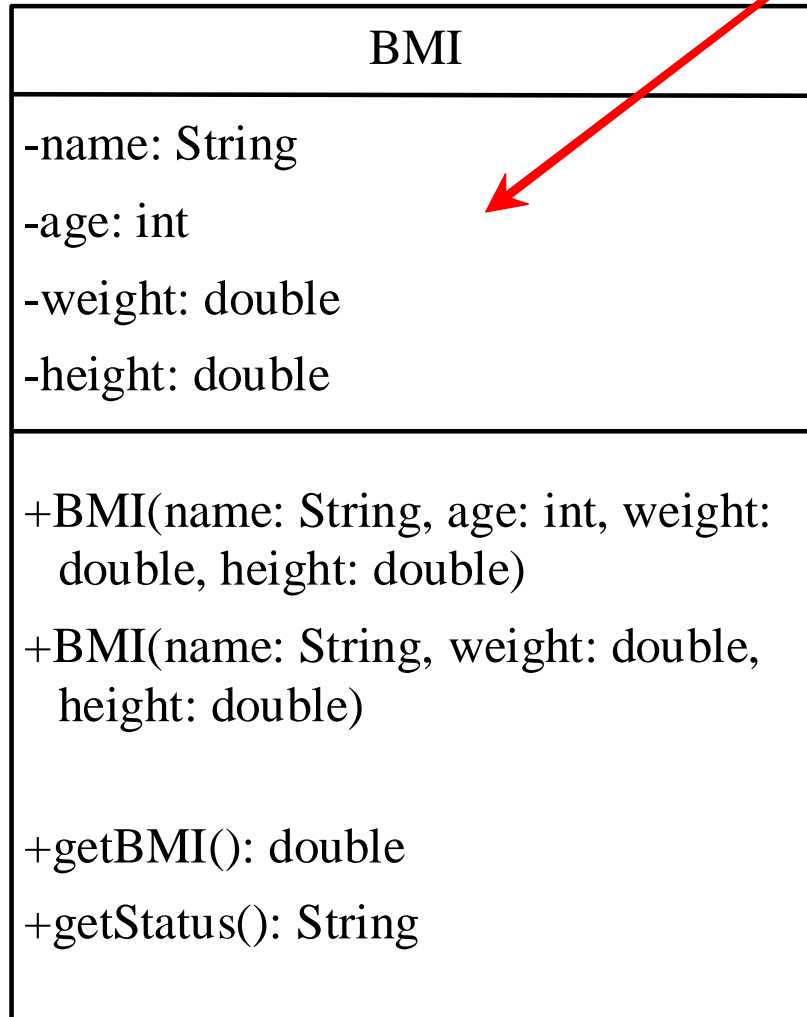 BMI
-name: String
-age: int
-weight: double
-height: double
+BMI(name: String, age: int, weight:
double, height: double)
+BMI(name: String, weight: double,
height: double)
+getBMI(): double
+getStatus(): String